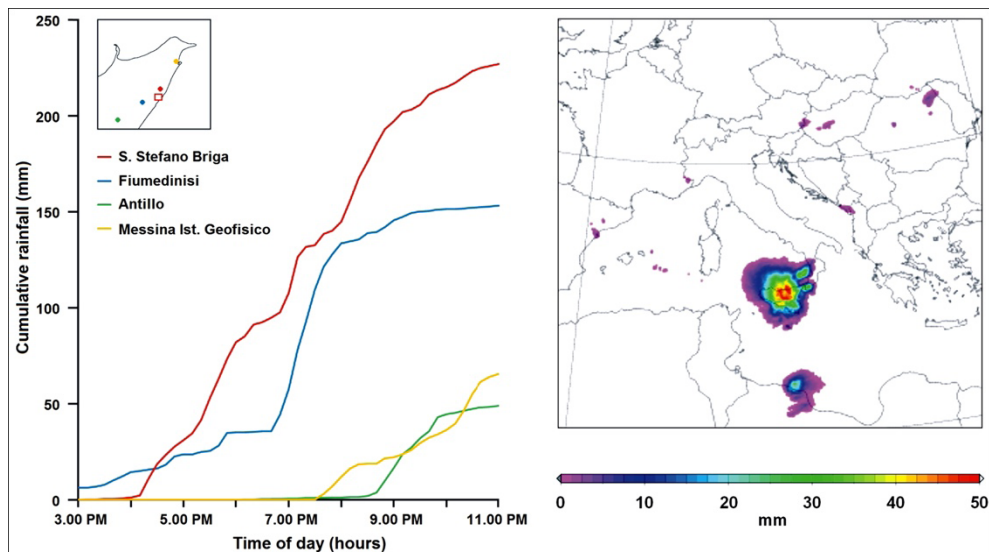 Cumulative rainfall (mm)
250
200
150
100
50
0
S. Stefano Briga
Fiumedinisi
Antillo
Messina Ist. Geofisico
3.00 PM 5.00 PM 7.00 PM 9.00 PM 11.00 PM
Time of day (hours)
0 10 20 30 40 50
mm